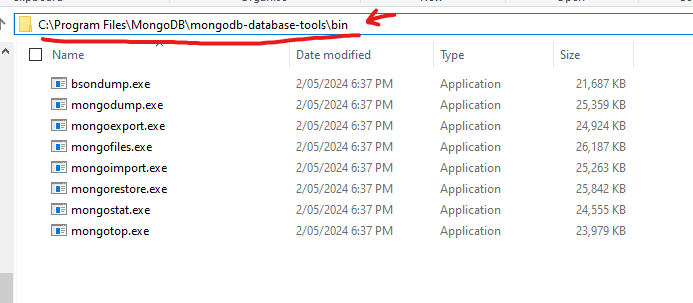 C:\Program Files\MongoDB\mongodb-database-tools\bin
Name Date modified Type Size
bsondump.exe 2/05/2024 6:37 PM Application 21,687 KB
mongodump.exe 2/05/2024 6:37 PM Application 25,359 KB
mongoexport.exe 2/05/2024 6:37 PM Application 24,924 KB
mongofiles.exe 2/05/2024 6:37 PM Application 26,187 KB
mongoimport.exe 2/05/2024 6:37 PM Application 25,263 KB
mongorestore.exe 2/05/2024 6:37 PM Application 25,842 KB
mongostat.exe 2/05/2024 6:37 PM Application 24,555 KB
mongotop.exe 2/05/2024 6:37 PM Application 23,979 KB